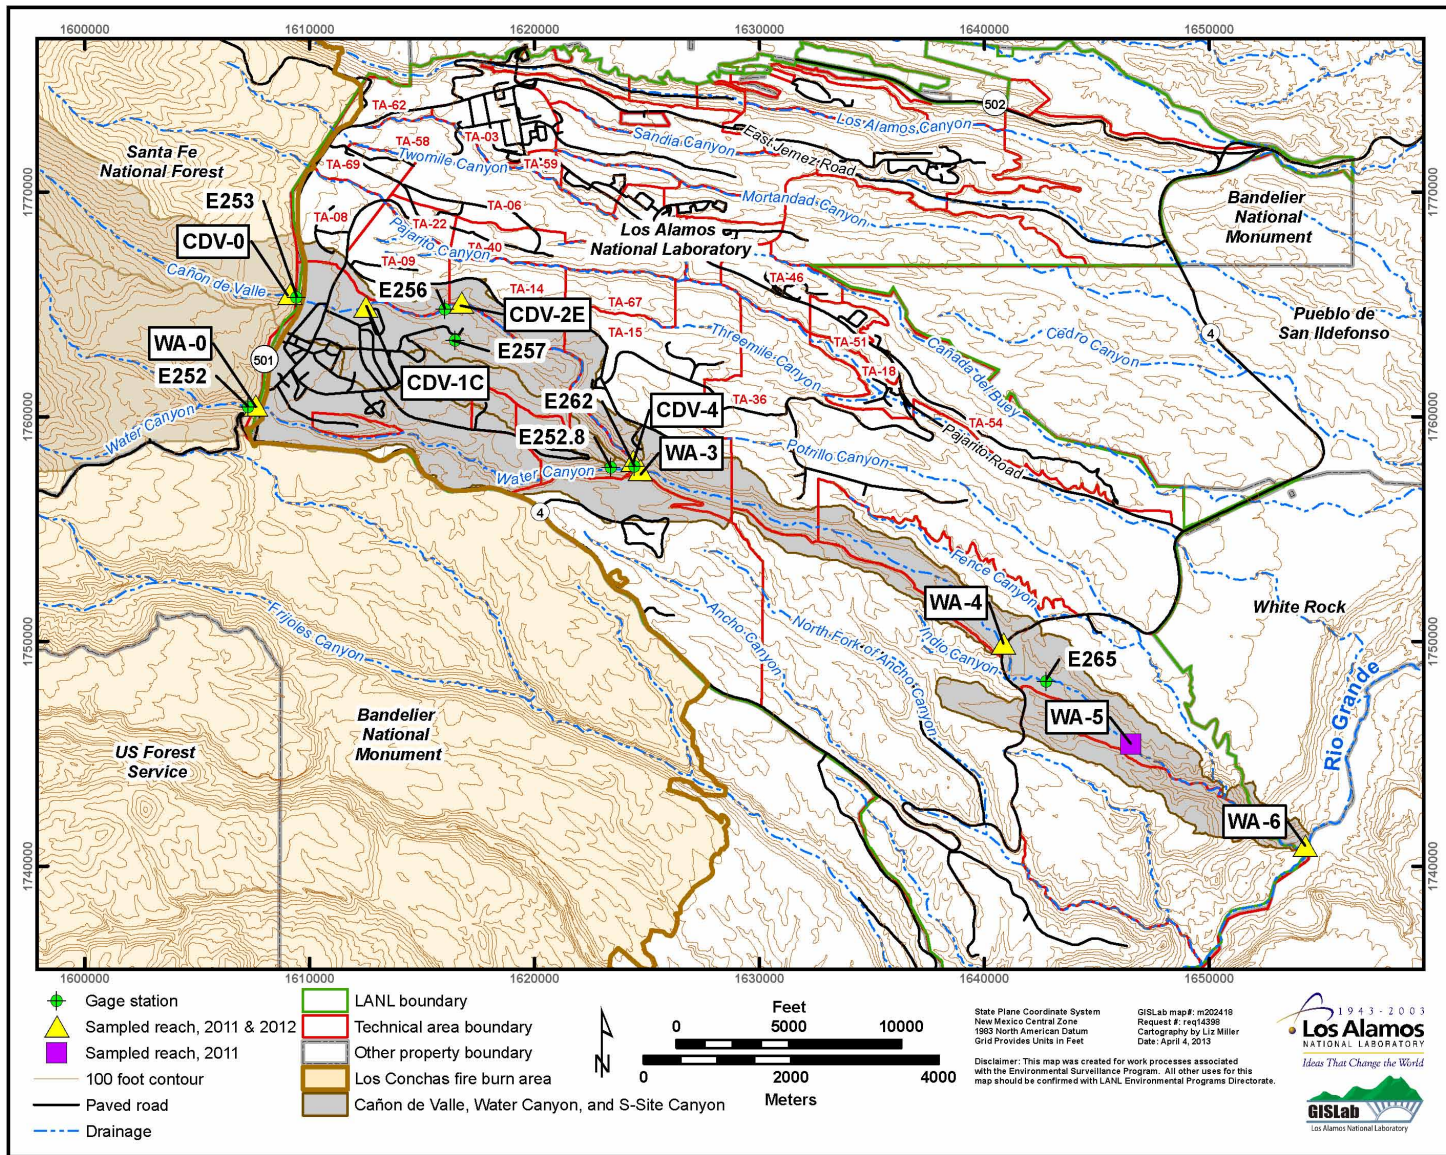 1600000
1610000
1620000
1630000
1640000
1650000
1770000
1760000
1750000
1740000
1770000
1760000
1750000
1740000
502
TA-62
TA-03
TA-58
Los Alamos Canyon
Sandia Canyon
East Jemez Road
Santa Fe
National Forest
TA-69
Twomile Canyon
TA-59
E253
TA-08
TA-22
TA-06
Mortandad Canyon
Bandelier
National
Monument
Los Alamos
National Laboratory
CDV-0
Pajarito Canyon
TA-40
TA-09
Cañon de Valle
E256
TA-14
TA-46
CDV-2E
TA-67
TA-15
Threemile Canyon
TA-51
Cañada del Buey
Cedro Canyon
4
Pueblo de
San Ildefonso
WA-0
501
E257
E252
CDV-1C
TA-18
E262
CDV-4
TA-36
TA-54
Pajarito Road
Water Canyon
E252.8
WA-3
Potrillo Canyon
Water Canyon
4
Fence Canyon
WA-4
White Rock
Frijoles Canyon
Ancho Canyon
North Fork of Ancho Canyon
Indio Canyon
E265
Rio Grande
Bandelier
National
Monument
WA-5
US Forest
Service
WA-6
1600000
1610000
1620000
1630000
1640000
1650000
Gage station
Sampled reach, 2011 & 2012
Sampled reach, 2011
100 foot contour
Paved road
Drainage
LANL boundary
Technical area boundary
Other property boundary
Los Conchas fire burn area
Cañon de Valle, Water Canyon, and S-Site Canyon
N
Feet
0 5000 10000
0 2000 4000
Meters
State Plane Coordinate System
New Mexico Central Zone
1983 North American Datum
Grid Provides Units in Feet
GISLab map#: m202418
Request #: req14398
Cartography by Liz Miller
Date: April 4, 2013
Disclaimer: This map was created for work processes associated
with the Environmental Surveillance Program. All other uses for this
map should be confirmed with LANL Environmental Programs Directorate.
1943-2003
Los Alamos
NATIONAL LABORATORY
Ideas That Change the World
GISLab
Los Alamos National Laboratory